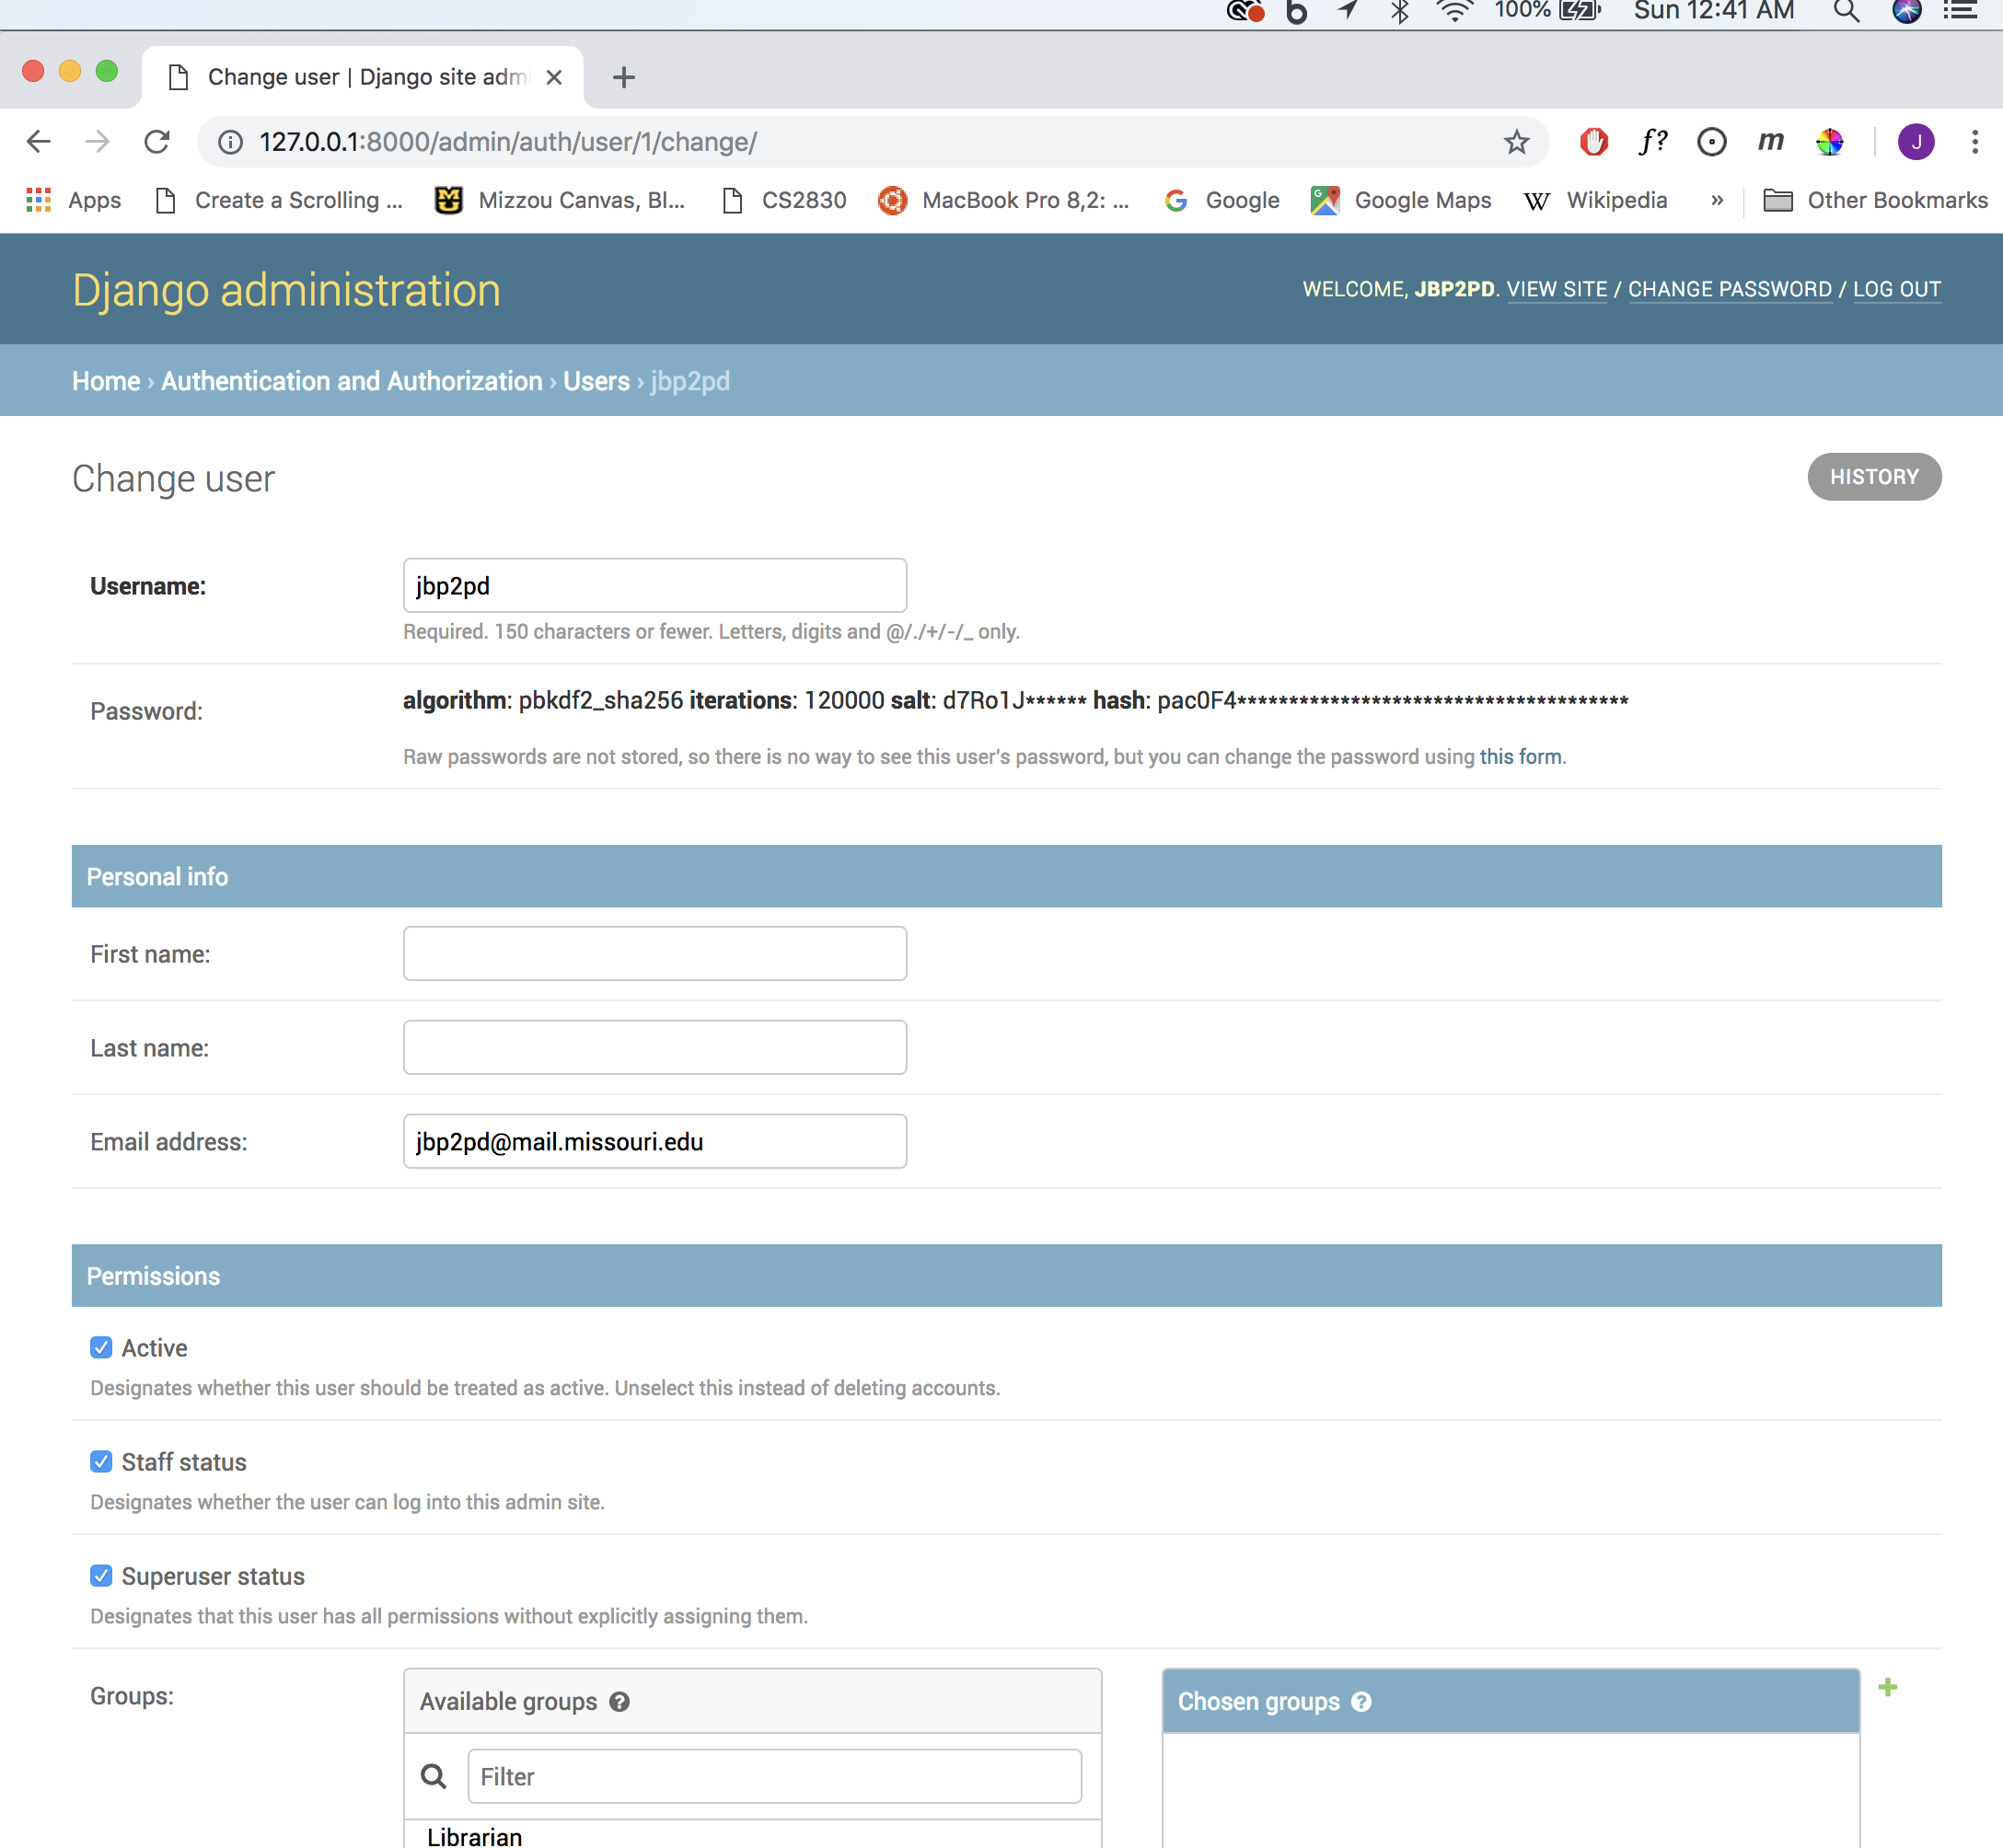 100% Sun 12:41 AM
Change user | Django site adm
127.0.0.1:8000/admin/auth/user/1/change/
f? m J
Apps Create a Scrolling ... Mizzou Canvas, Bl... CS2830 MacBook Pro 8,2: ... Google Google Maps W Wikipedia » Other Bookmarks
Django administration WELCOME, JBP2PD. VIEW SITE / CHANGE PASSWORD / LOG OUT
Home › Authentication and Authorization › Users › jbp2pd
Change user HISTORY
Username: jbp2pd
Required. 150 characters or fewer. Letters, digits and @/./+/-/_ only.
Password: algorithm: pbkdf2_sha256 iterations: 120000 salt: d7Ro1J****** hash: pac0F4**************************************
Raw passwords are not stored, so there is no way to see this user's password, but you can change the password using this form.
Personal info
First name:
Last name:
Email address: jbp2pd@mail.missouri.edu
Permissions
Active
Designates whether this user should be treated as active. Unselect this instead of deleting accounts.
Staff status
Designates whether the user can log into this admin site.
Superuser status
Designates that this user has all permissions without explicitly assigning them.
Groups: Available groups ? Chosen groups ? +
Filter
Librarian